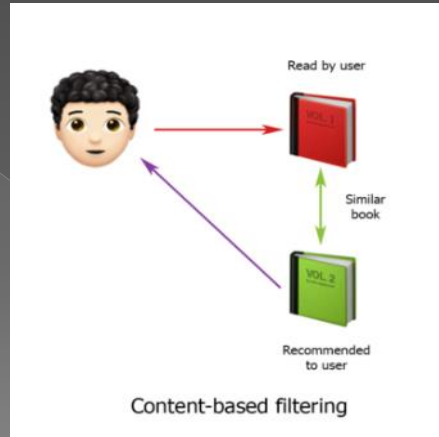 Read by user
VOL. 1
Similar
book
VOL. 2
Recommended
to user
Content-based filtering